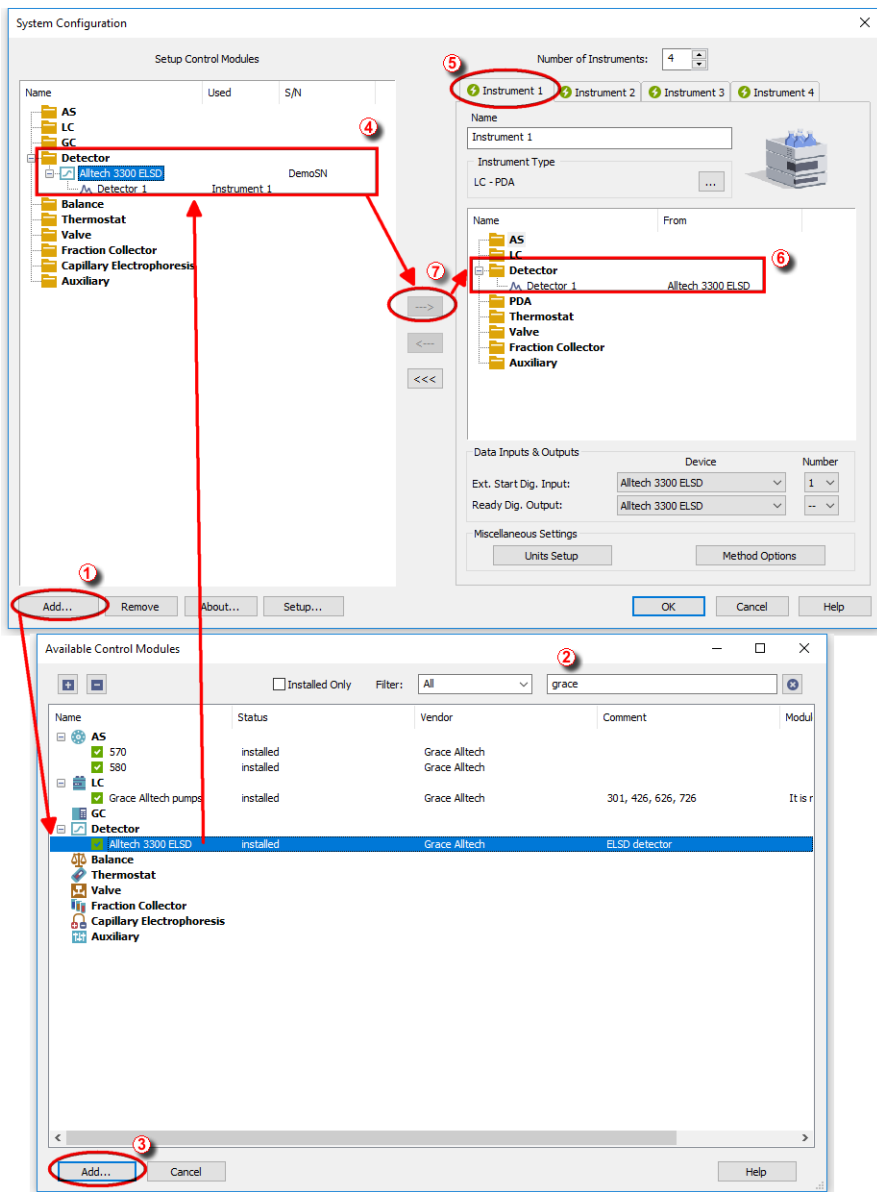 System Configuration
Setup Control Modules
Number of Instruments: 4
⑤
Name Used S/N
AS
LC
④
GC
Detector
Alltech 3300 ELSD DemoSN
Detector 1 Instrument 1
Balance
Thermostat
Valve
Fraction Collector
Capillary Electrophoresis
Auxiliary
⑦
--->
<---
<<<
Instrument 1 Instrument 2 Instrument 3 Instrument 4
Name
Instrument 1
Instrument Type
LC - PDA ...
Name From
AS
LC
⑥
Detector
Detector 1 Alltech 3300 ELSD
PDA
Thermostat
Valve
Fraction Collector
Auxiliary
Data Inputs & Outputs
Device Number
Ext. Start Dig. Input: Alltech 3300 ELSD 1
Ready Dig. Output: Alltech 3300 ELSD --
Miscellaneous Settings
Units Setup Method Options
①
Add... Remove About... Setup... OK Cancel Help
Available Control Modules
②
Installed Only Filter: All grace
Name Status Vendor Comment Modul
AS
570 installed Grace Alltech
580 installed Grace Alltech
LC
Grace Alltech pumps installed Grace Alltech 301, 426, 626, 726 It is r
GC
Detector
Alltech 3300 ELSD installed Grace Alltech ELSD detector
Balance
Thermostat
Valve
Fraction Collector
Capillary Electrophoresis
Auxiliary
③
Add... Cancel Help